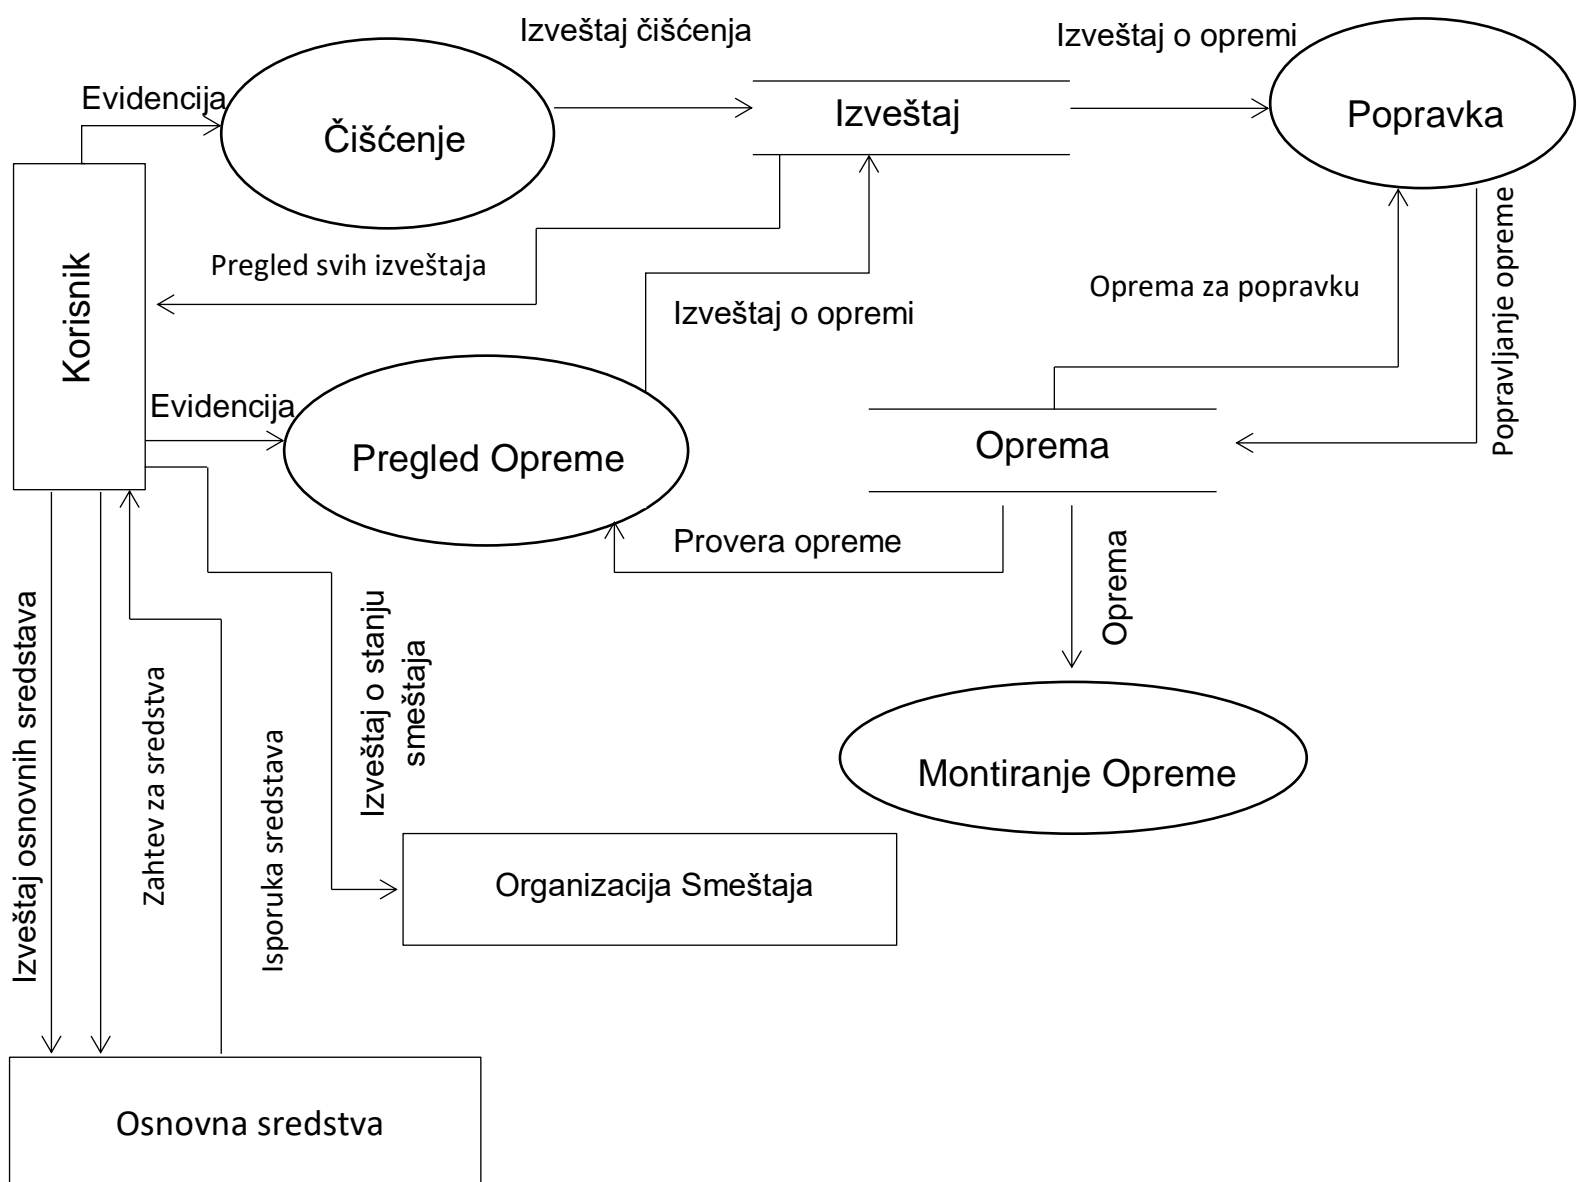 Izveštaj čišćenja
Izveštaj o opremi
Evidencija
Čišćenje
Izveštaj
Popravka
Korisnik
Pregled svih izveštaja
Izveštaj o opremi
Oprema za popravku
Popravljanje opreme
Evidencija
Pregled Opreme
Oprema
Provera opreme
Oprema
Izveštaj osnovnih sredstava
Zahtev za sredstva
Isporuka sredstava
Izveštaj o stanju
smeštaja
Montiranje Opreme
Organizacija Smeštaja
Osnovna sredstva